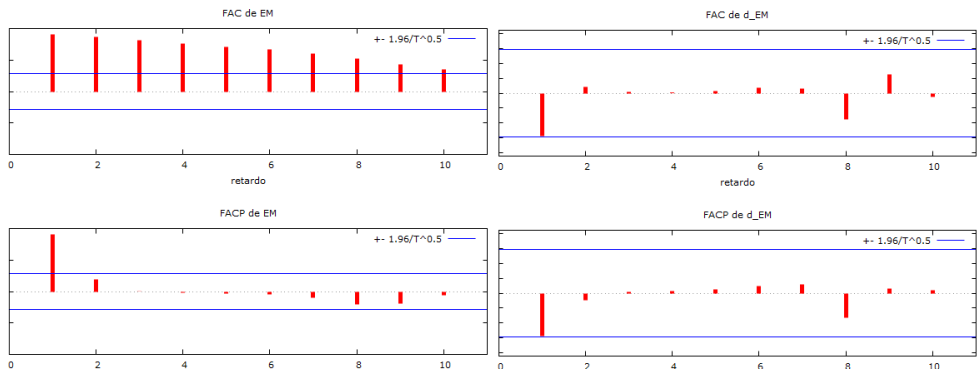 FAC de EM
+- 1.96/T^0.5
0 2 4 6 8 10
retardo
FACP de EM
+- 1.96/T^0.5
0 2 4 6 8 10
FAC de d_EM
+- 1.96/T^0.5
0 2 4 6 8 10
retardo
FACP de d_EM
+- 1.96/T^0.5
0 2 4 6 8 10